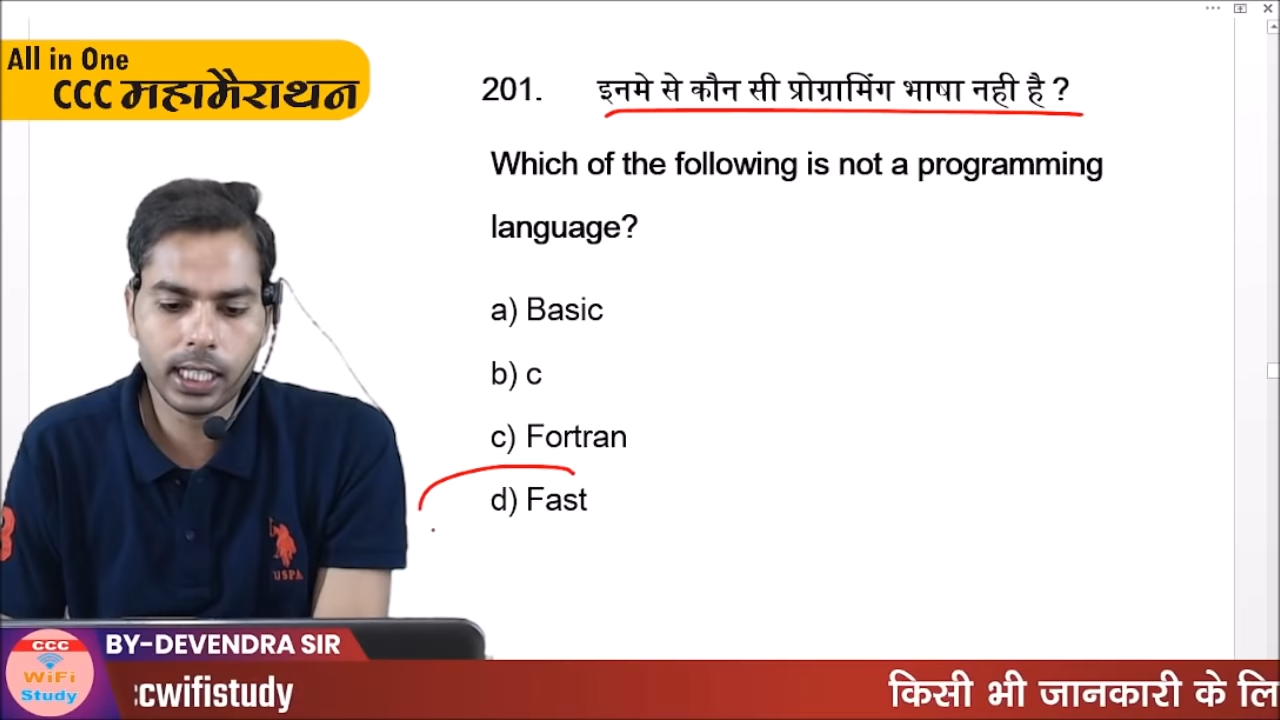 All in One
CCC महामैराथन
201. इनमे से कौन सी प्रोग्रामिंग भाषा नही है ?
Which of the following is not a programming
language?
a) Basic
b) c
c) Fortran
d) Fast
USPA
BY-DEVENDRA SIR
CCC
WiFi
Study
:cwifistudy
किसी भी जानकारी के लि